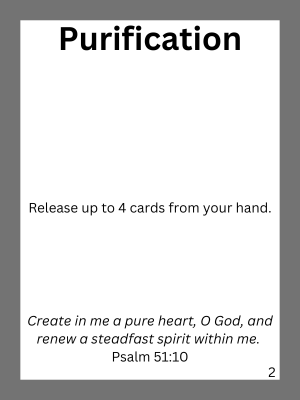 Purification
Release up to 4 cards from your hand.
Create in me a pure heart, O God, and
renew a steadfast spirit within me.
Psalm 51:10
2